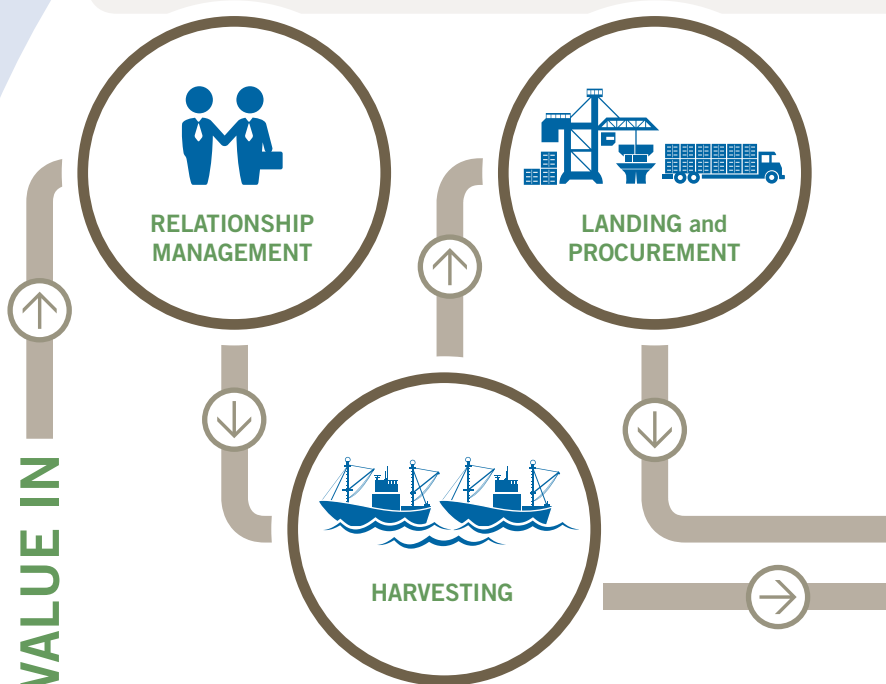 RELATIONSHIP
MANAGEMENT
LANDING and
PROCUREMENT
HARVESTING
VALUE IN